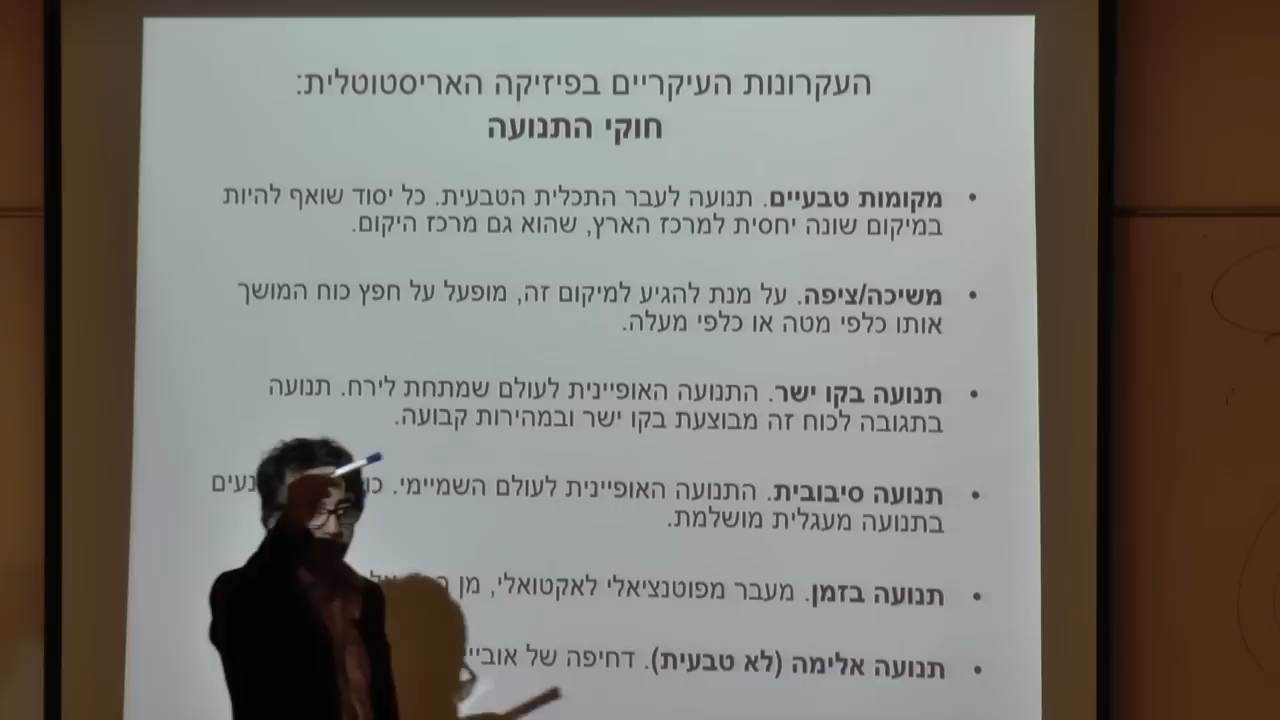 העקרונות העיקריים בפיזיקה האריסטוטלית:
חוקי התנועה
• מקומות טבעיים. תנועה לעבר התכלית הטבעית. כל יסוד שואף להיות
במיקום שונה יחסית למרכז הארץ, שהוא גם מרכז היקום.
• משיכה/ציפה. על מנת להגיע למיקום זה, מופעל על חפץ כוח המושך
אותו כלפי מטה או כלפי מעלה.
• תנועה בקו ישר. התנועה האופיינית לעולם שמתחת לירח. תנועה
בתגובה לכוח זה מבוצעת בקו ישר ובמהירות קבועה.
• תנועה סיבובית. התנועה האופיינית לעולם השמיימי.
בתנועה מעגלית מושלמת.
• תנועה בזמן. מעבר מפוטנציאלי לאקטואלי, מן
• תנועה אלימה (לא טבעית). דחיפה של